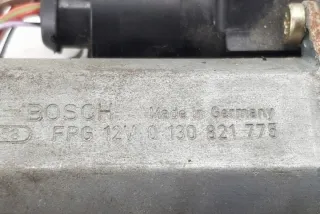 BOSCH Made in Germany
FPG 12V 0 130 821 775